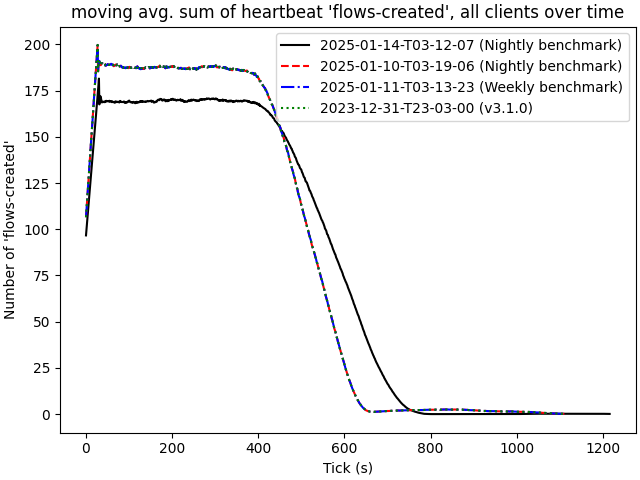 moving avg. sum of heartbeat 'flows-created', all clients over time
Number of 'flows-created'
200
175
150
125
100
75
50
25
0
2025-01-14-T03-12-07 (Nightly benchmark)
2025-01-10-T03-19-06 (Nightly benchmark)
2025-01-11-T03-13-23 (Weekly benchmark)
2023-12-31-T23-03-00 (v3.1.0)
0 200 400 600 800 1000 1200
Tick (s)